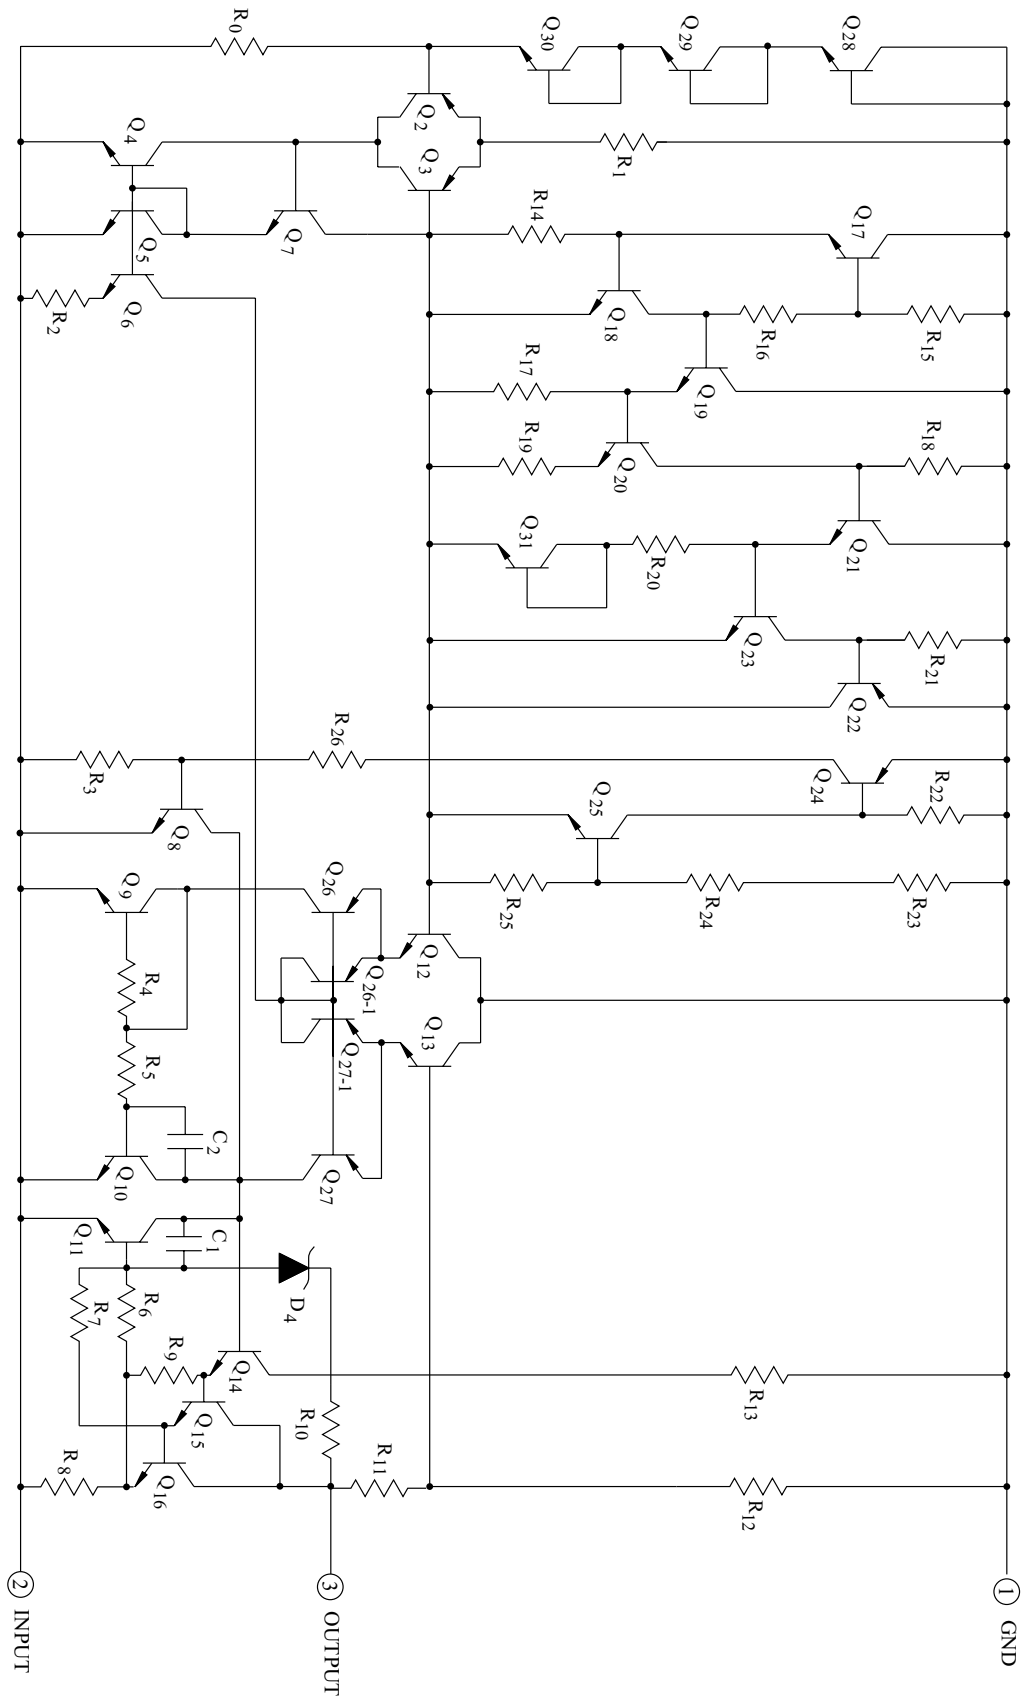 1 GND
Q28
Q17
R15
R18
Q21
R21
Q22
Q24
R22
R23
Q29
R1
R16
Q19
Q20
R20
Q23
Q25
R24
R13
R12
Q30
R14
Q18
R17
R19
Q31
R25
Q2
Q3
Q12
Q13
R11
R26
Q26
Q26-1
Q27-1
Q27
D4
R10
3 OUTPUT
R0
Q7
Q4
Q5
Q6
Q8
C2
C1
Q14
Q15
R9
Q16
Q9
R4
R5
Q10
R6
R7
Q11
R2
R3
R8
2 INPUT